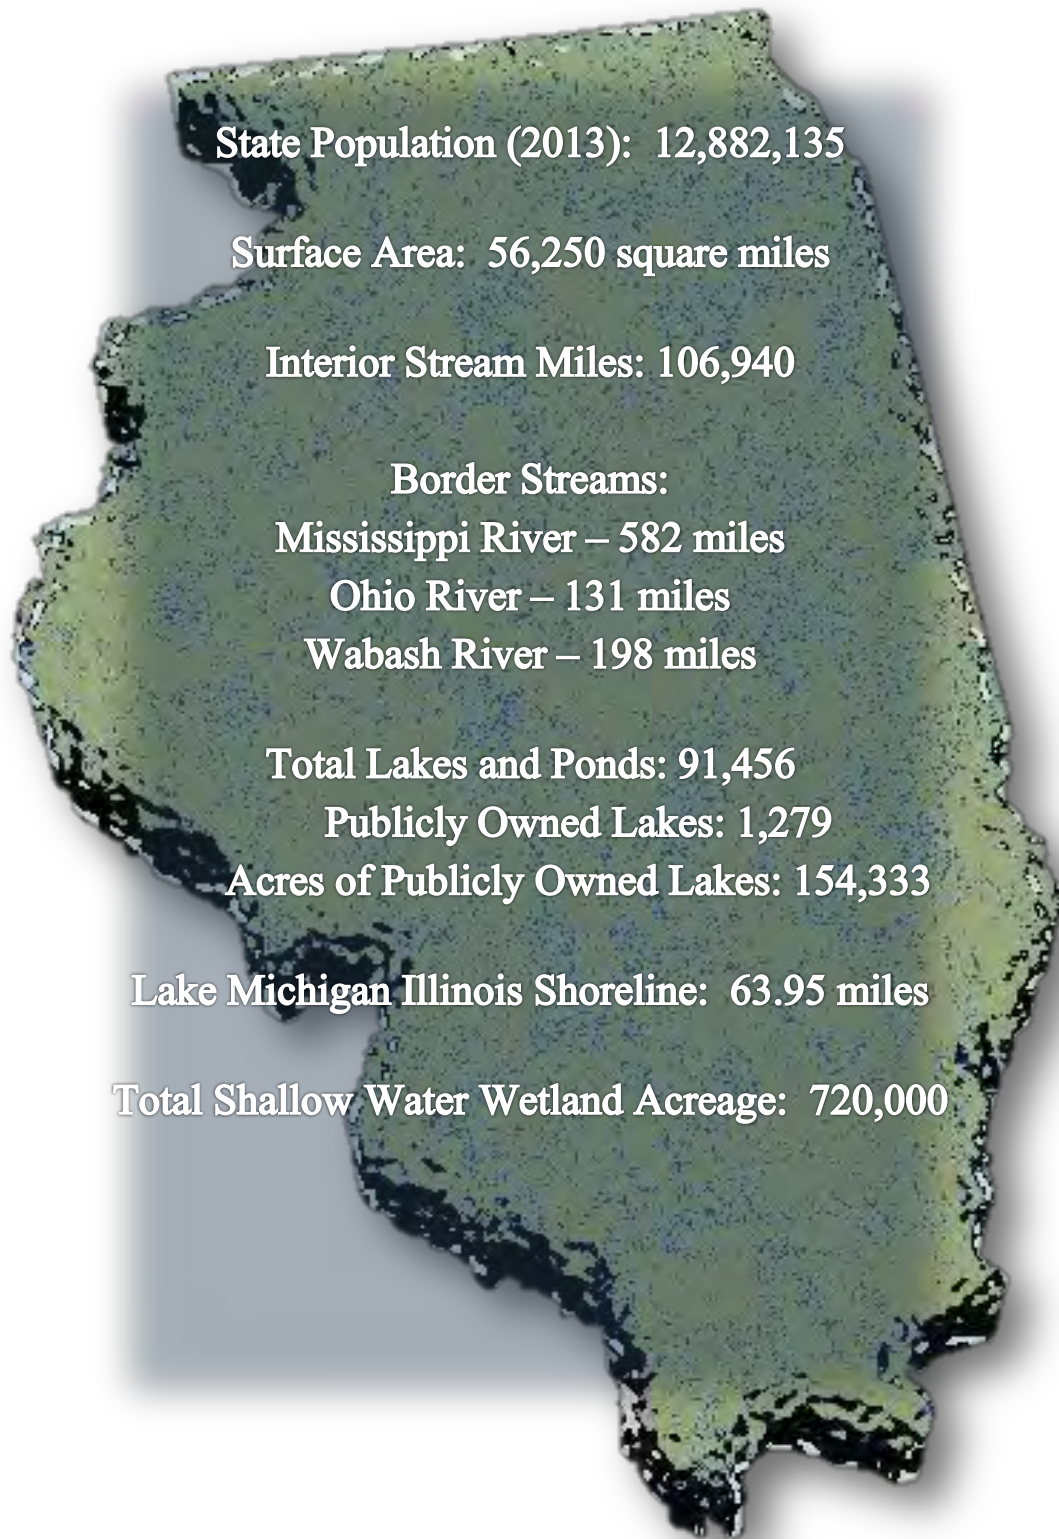 State Population (2013):  12,882,135
Surface Area:  56,250 square miles
Interior Stream Miles: 106,940
Border Streams:
Mississippi River – 582 miles
Ohio River – 131 miles
Wabash River – 198 miles
Total Lakes and Ponds: 91,456
Publicly Owned Lakes: 1,279
Acres of Publicly Owned Lakes: 154,333
Lake Michigan Illinois Shoreline:  63.95 miles
Total Shallow Water Wetland Acreage:  720,000